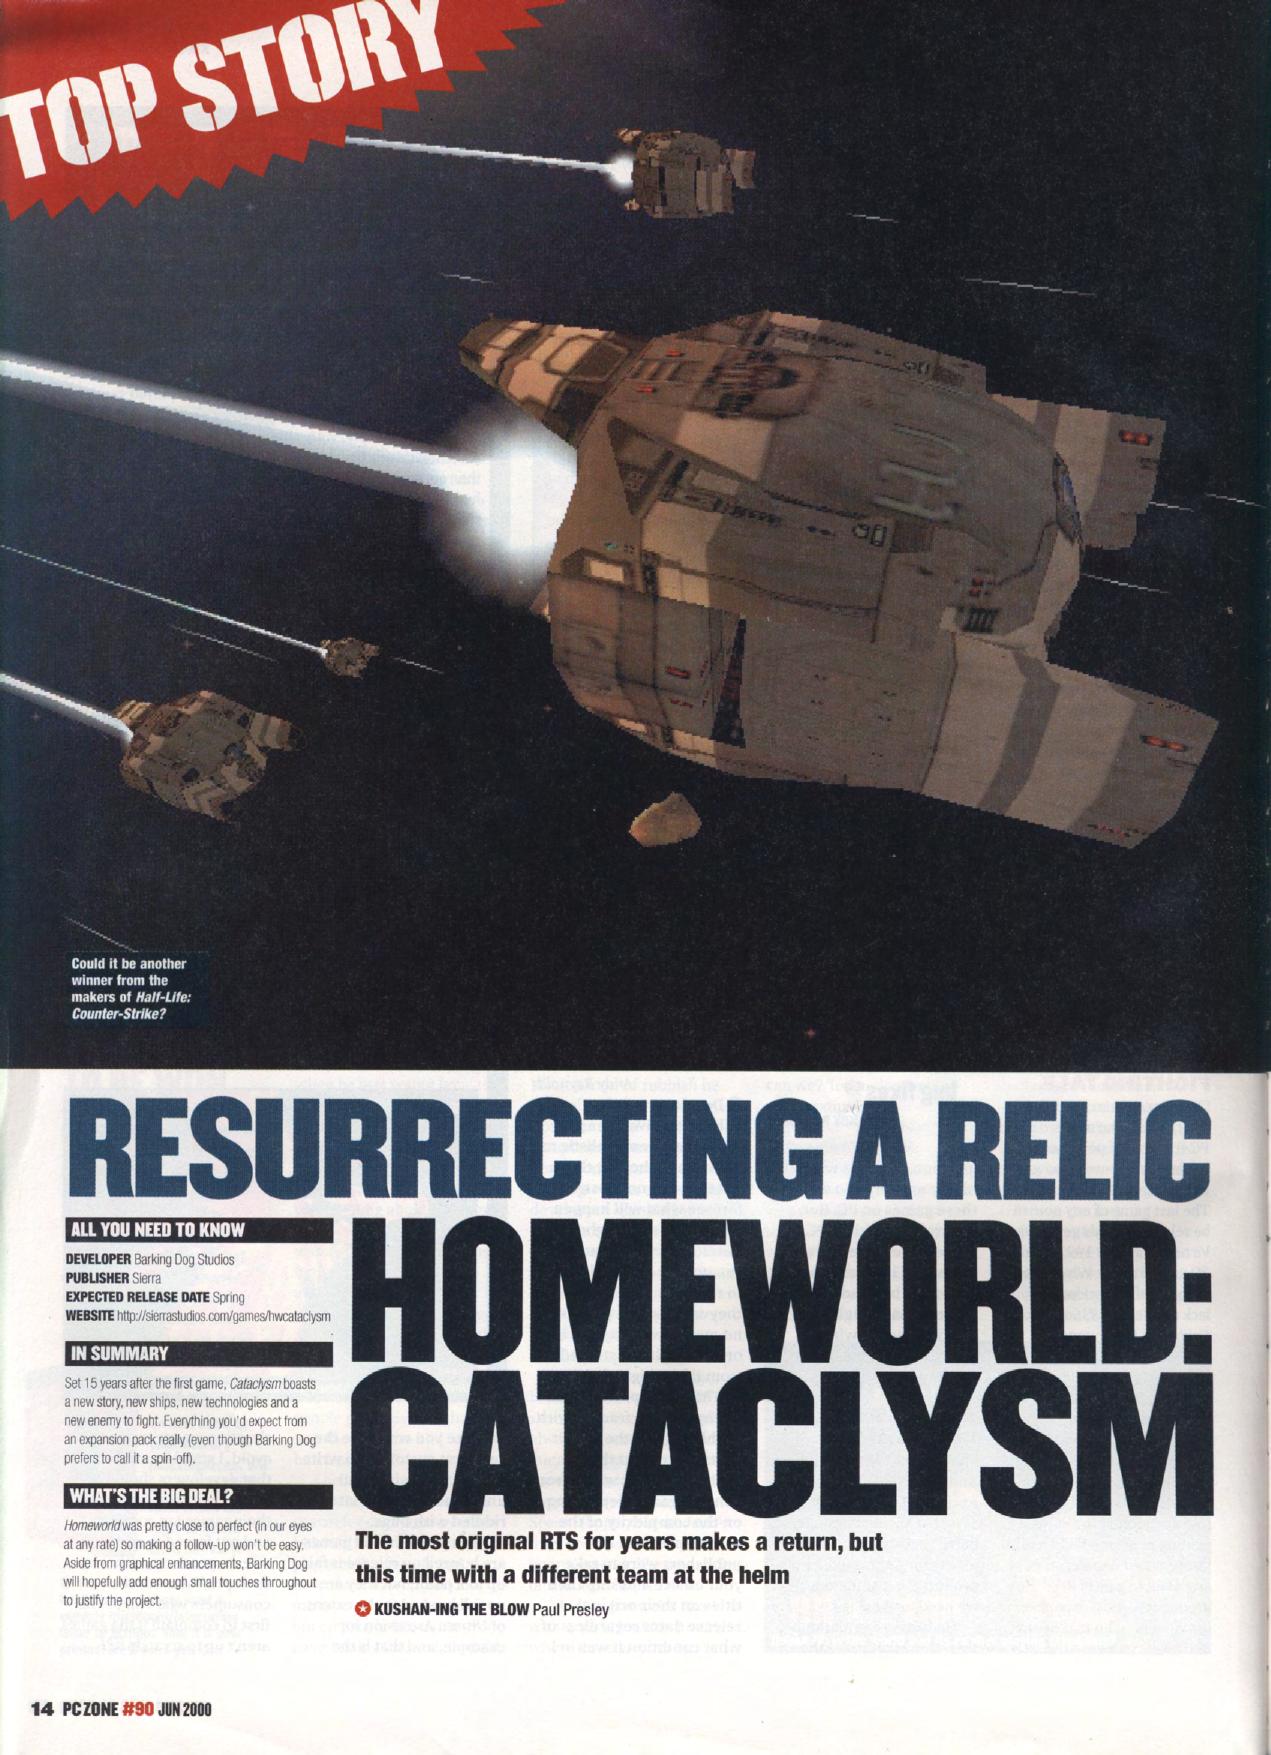 TOP STORY
Could it be another
winner from the
makers of Half-Life:
Counter-Strike?
RESURRECTING A RELIC
HOMEWORLD:
CATACLYSM
ALL YOU NEED TO KNOW
DEVELOPER Barking Dog Studios
PUBLISHER Sierra
EXPECTED RELEASE DATE Spring
WEBSITE http://sierrastudios.com/games/hwcataclysm
IN SUMMARY
Set 15 years after the first game, Cataclysm boasts
a new story, new ships, new technologies and a
new enemy to fight. Everything you'd expect from
an expansion pack really (even though Barking Dog
prefers to call it a spin-off).
WHAT'S THE BIG DEAL?
Homeworld was pretty close to perfect (in our eyes
at any rate) so making a follow-up won't be easy.
Aside from graphical enhancements, Barking Dog
will hopefully add enough small touches throughout
to justify the project.
The most original RTS for years makes a return, but
this time with a different team at the helm
KUSHAN-ING THE BLOW Paul Presley
14 PC ZONE #90 JUN 2000